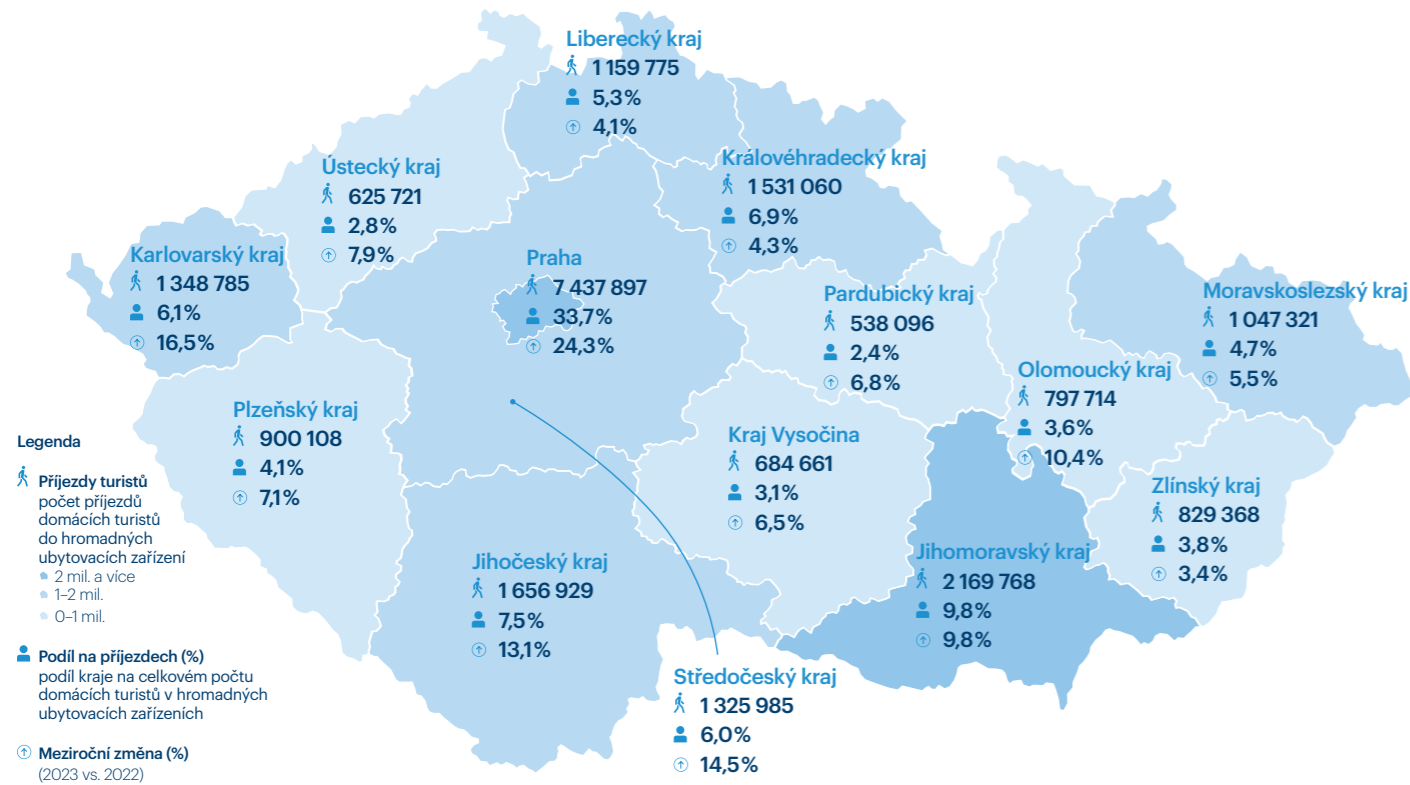 Liberecký kraj
1 159 775
5,3%
4,1%
Ústecký kraj
625 721
2,8%
7,9%
Královéhradecký kraj
1 531 060
6,9%
4,3%
Karlovarský kraj
1 348 785
6,1%
16,5%
Praha
7 437 897
33,7%
24,3%
Pardubický kraj
538 096
2,4%
6,8%
Moravskoslezský kraj
1 047 321
4,7%
5,5%
Olomoucký kraj
797 714
3,6%
10,4%
Plzeňský kraj
900 108
4,1%
7,1%
Kraj Vysočina
684 661
3,1%
6,5%
Zlínský kraj
829 368
3,8%
3,4%
Jihočeský kraj
1 656 929
7,5%
13,1%
Jihomoravský kraj
2 169 768
9,8%
9,8%
Středočeský kraj
1 325 985
6,0%
14,5%
Legenda
Příjezdy turistů
počet příjezdů
domácích turistů
do hromadných
ubytovacích zařízení
2 mil. a více
1–2 mil.
0–1 mil.
Podíl na příjezdech (%)
podíl kraje na celkovém počtu
domácích turistů v hromadných
ubytovacích zařízeních
Meziroční změna (%)
(2023 vs. 2022)